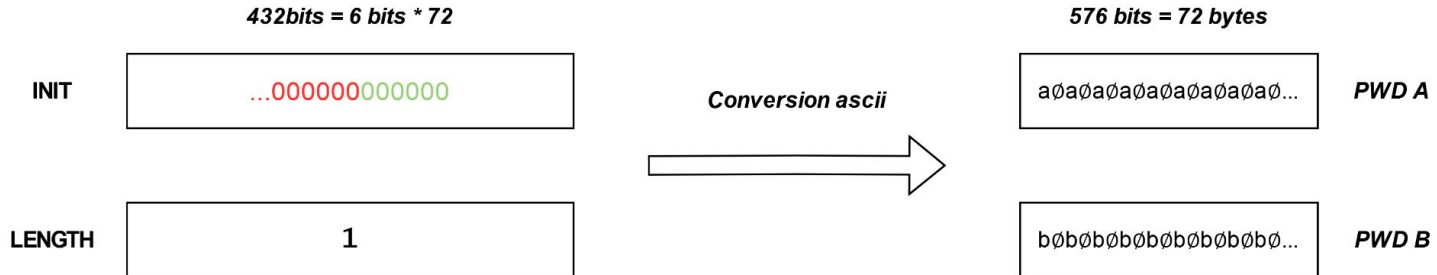 432bits = 6 bits * 72
576 bits = 72 bytes
INIT
...000000000000
Conversion ascii
aøaøaøaøaøaøaøaøaø...
PWD A
LENGTH
1
bøbøbøbøbøbøbøbøbø...
PWD B